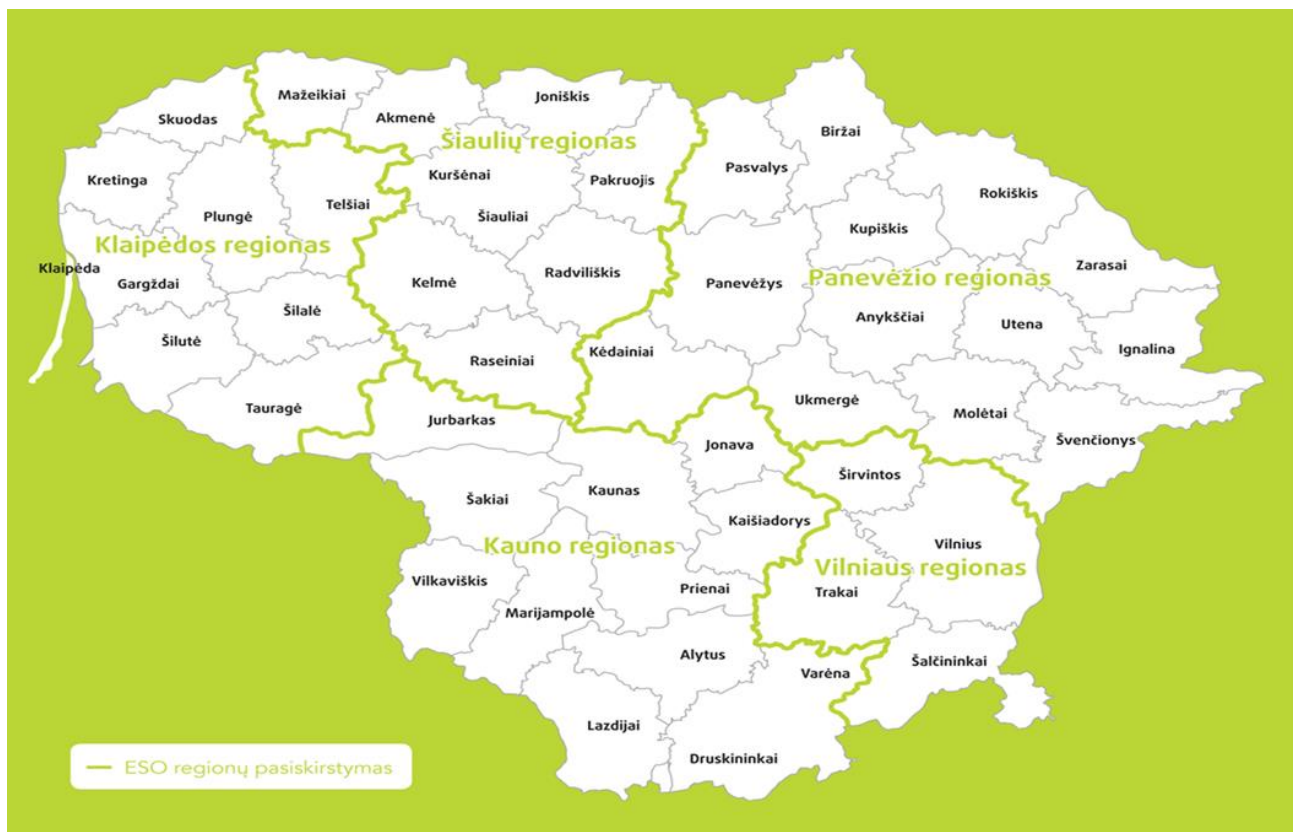 Mažeikiai
Akmenė
Joniškis
Skuodas
Šiaulių regionas
Biržai
Pasvalys
Kretinga
Kuršėnai
Pakruojis
Rokiškis
Telšiai
Plungė
Šiauliai
Kupiškis
Klaipėdos regionas
Klaipėda
Gargždai
Kelmė
Radviliškis
Panevėžys
Panevėžio regionas
Zarasai
Šilalė
Anykščiai
Utena
Šilutė
Raseiniai
Kėdainiai
Ignalina
Tauragė
Jurbarkas
Ukmergė
Molėtai
Švenčionys
Jonava
Širvintos
Šakiai
Kaunas
Kaišiadorys
Kauno regionas
Vilnius
Vilniaus regionas
Vilkaviškis
Marijampolė
Prienai
Trakai
Alytus
Varėna
Šalčininkai
Lazdijai
Druskininkai
ESO regionų pasiskirstymas